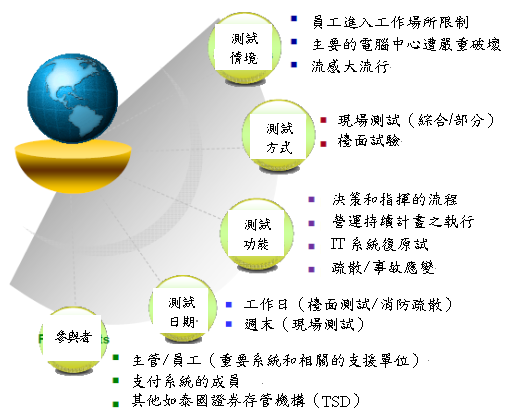 測試
情境
員工進入工作場所限制
主要的電腦中心遭嚴重破壞
流感大流行
測試
方式
現場測試（綜合/部分）
檯面試驗
測試
功能
決策和指揮的流程
營運持續計畫之執行
IT系統復原試
疏散/事故應變
測試
日期
工作日（檯面測試/消防疏散）
週末（現場測試）
參與者
主管/員工（重要系統和相關的支援單位）
支付系統的成員
其他如泰國證券存管機構（TSD）